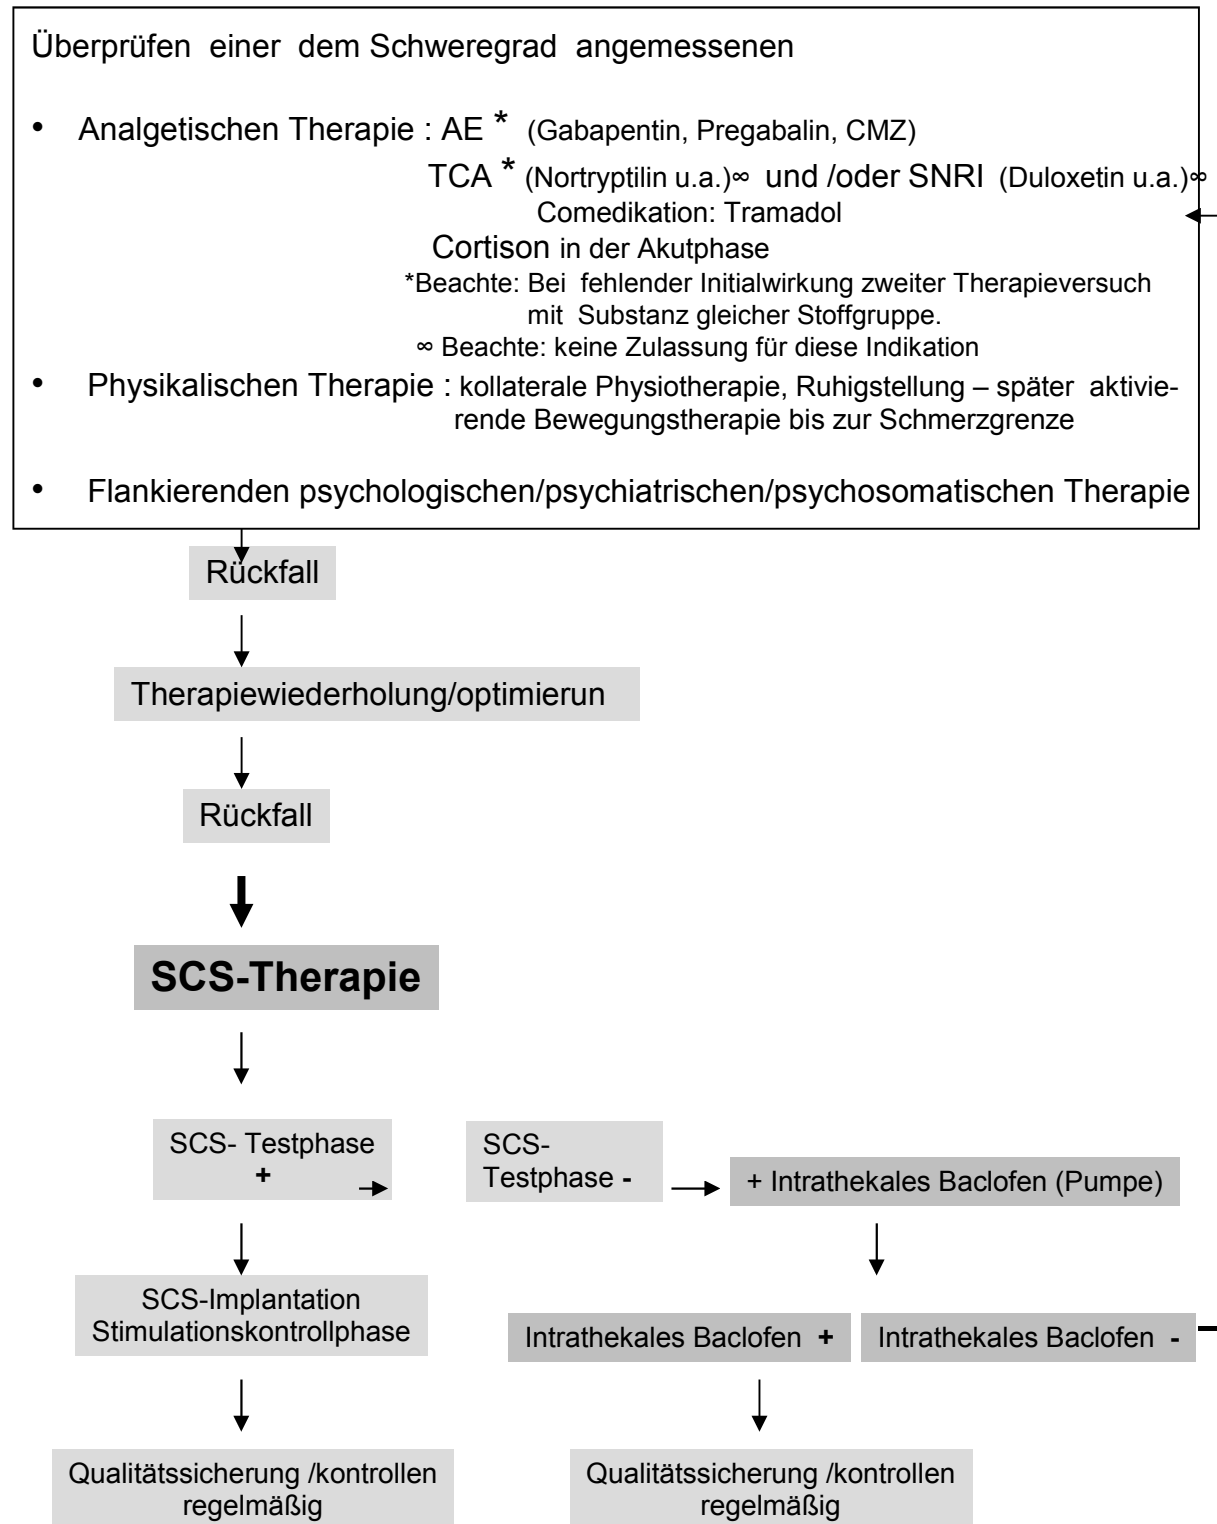 Überprüfen einer dem Schweregrad angemessenen
• Analgetischen Therapie : AE * (Gabapentin, Pregabalin, CMZ)
TCA * (Nortryptilin u.a.)∞ und /oder SNRI (Duloxetin u.a.)∞
Comedikation: Tramadol
Cortison in der Akutphase
*Beachte: Bei fehlender Initialwirkung zweiter Therapieversuch
mit Substanz gleicher Stoffgruppe.
∞ Beachte: keine Zulassung für diese Indikation
• Physikalischen Therapie : kollaterale Physiotherapie, Ruhigstellung – später aktivie-
rende Bewegungstherapie bis zur Schmerzgrenze
• Flankierenden psychologischen/psychiatrischen/psychosomatischen Therapie
Rückfall
Therapiewiederholung/optimierun
Rückfall
SCS-Therapie
SCS- Testphase
+
SCS-
Testphase -
+ Intrathekales Baclofen (Pumpe)
SCS-Implantation
Stimulationskontrollphase
Intrathekales Baclofen +
Intrathekales Baclofen -
Qualitätssicherung /kontrollen
regelmäßig
Qualitätssicherung /kontrollen
regelmäßig